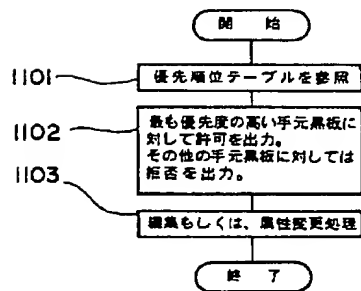 開 始
1101
優先順位テーブルを参照
1102
最も優先度の高い手元黒板に
対して許可を出力。
その他の手元黒板に対しては
拒否を出力。
1103
編集もしくは、属性変更処理
終 了